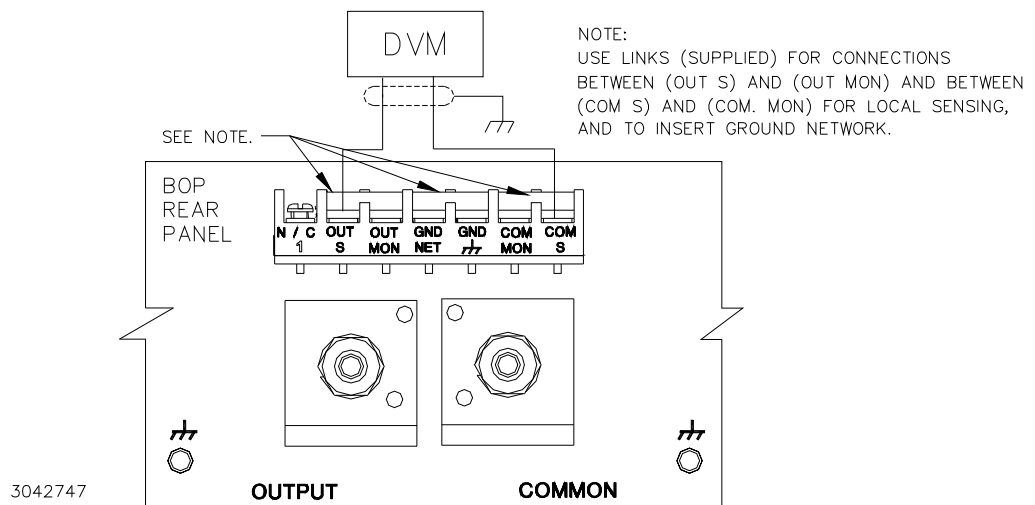 DVM
NOTE:
USE LINKS (SUPPLIED) FOR CONNECTIONS
BETWEEN (OUT S) AND (OUT MON) AND BETWEEN
(COM S) AND (COM. MON) FOR LOCAL SENSING,
AND TO INSERT GROUND NETWORK.
SEE NOTE.
BOP
REAR
PANEL
N / C OUT OUT GND GND COM COM
1 S MON NET MON S
3042747
OUTPUT COMMON